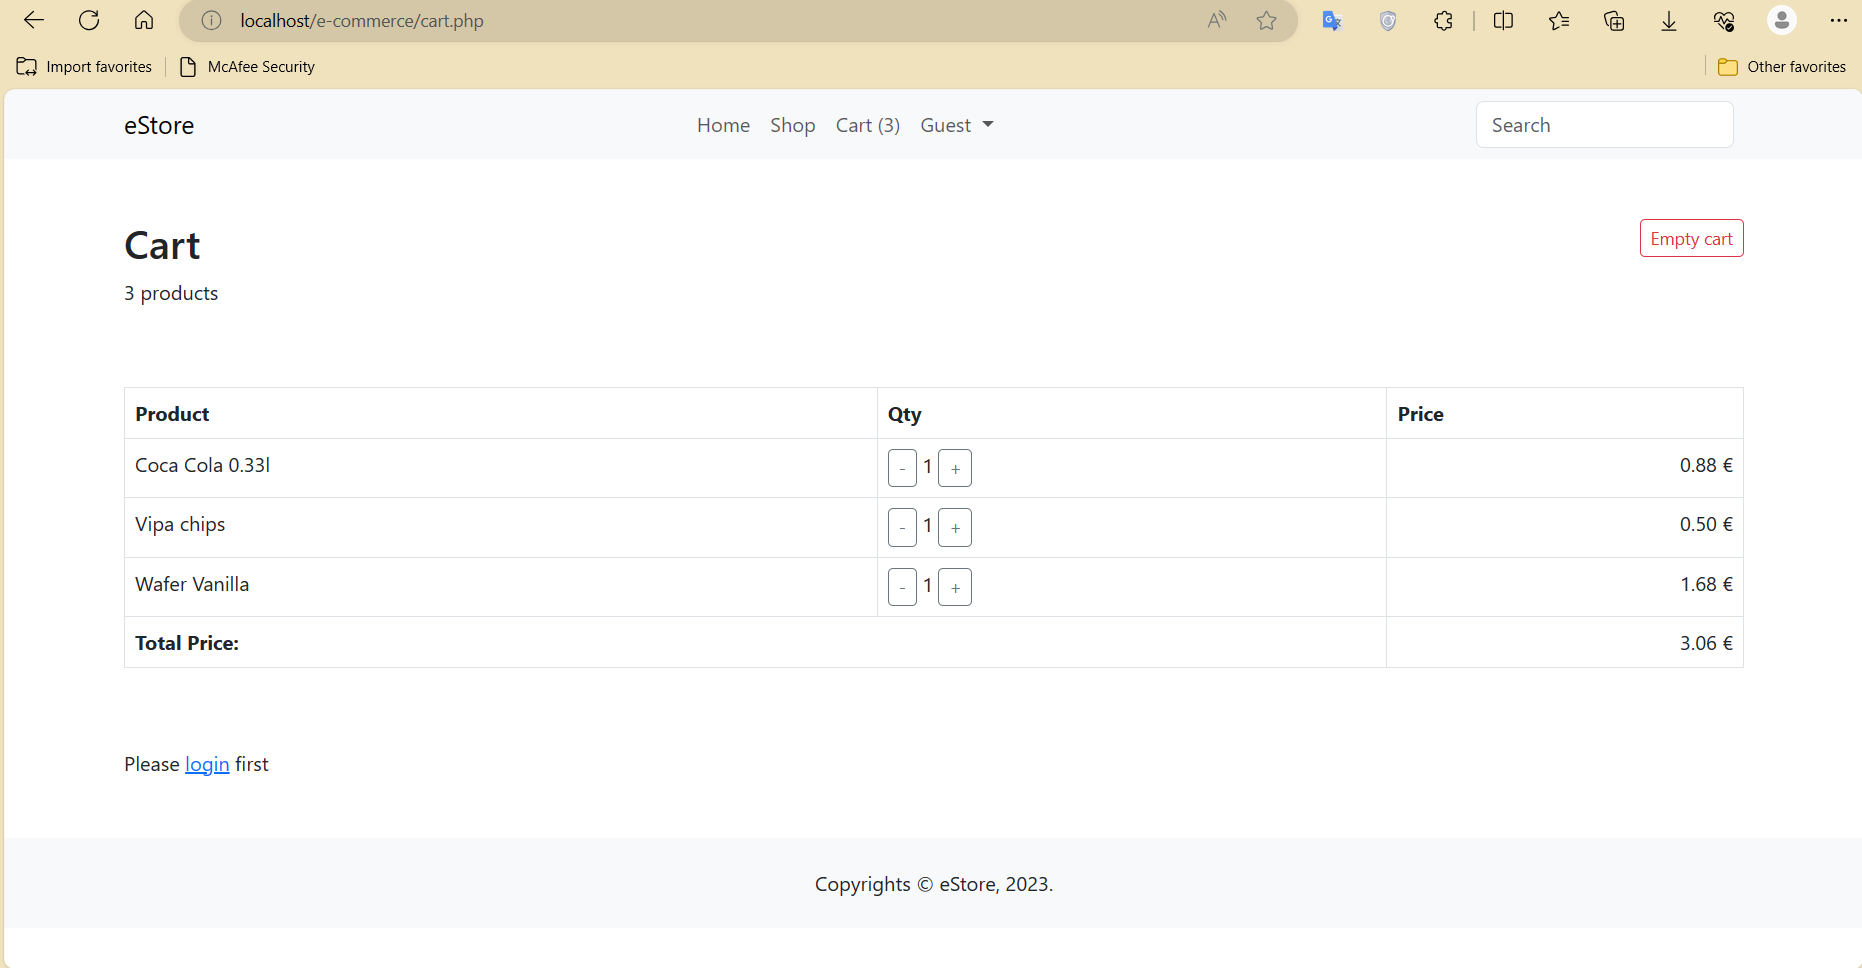 localhost/e-commerce/cart.php
Import favorites McAfee Security Other favorites
eStore Home Shop Cart (3) Guest Search
Cart Empty cart
3 products
Product Qty Price
Coca Cola 0.33l - 1 + 0.88 €
Vipa chips - 1 + 0.50 €
Wafer Vanilla - 1 + 1.68 €
Total Price: 3.06 €
Please login first
Copyrights © eStore, 2023.